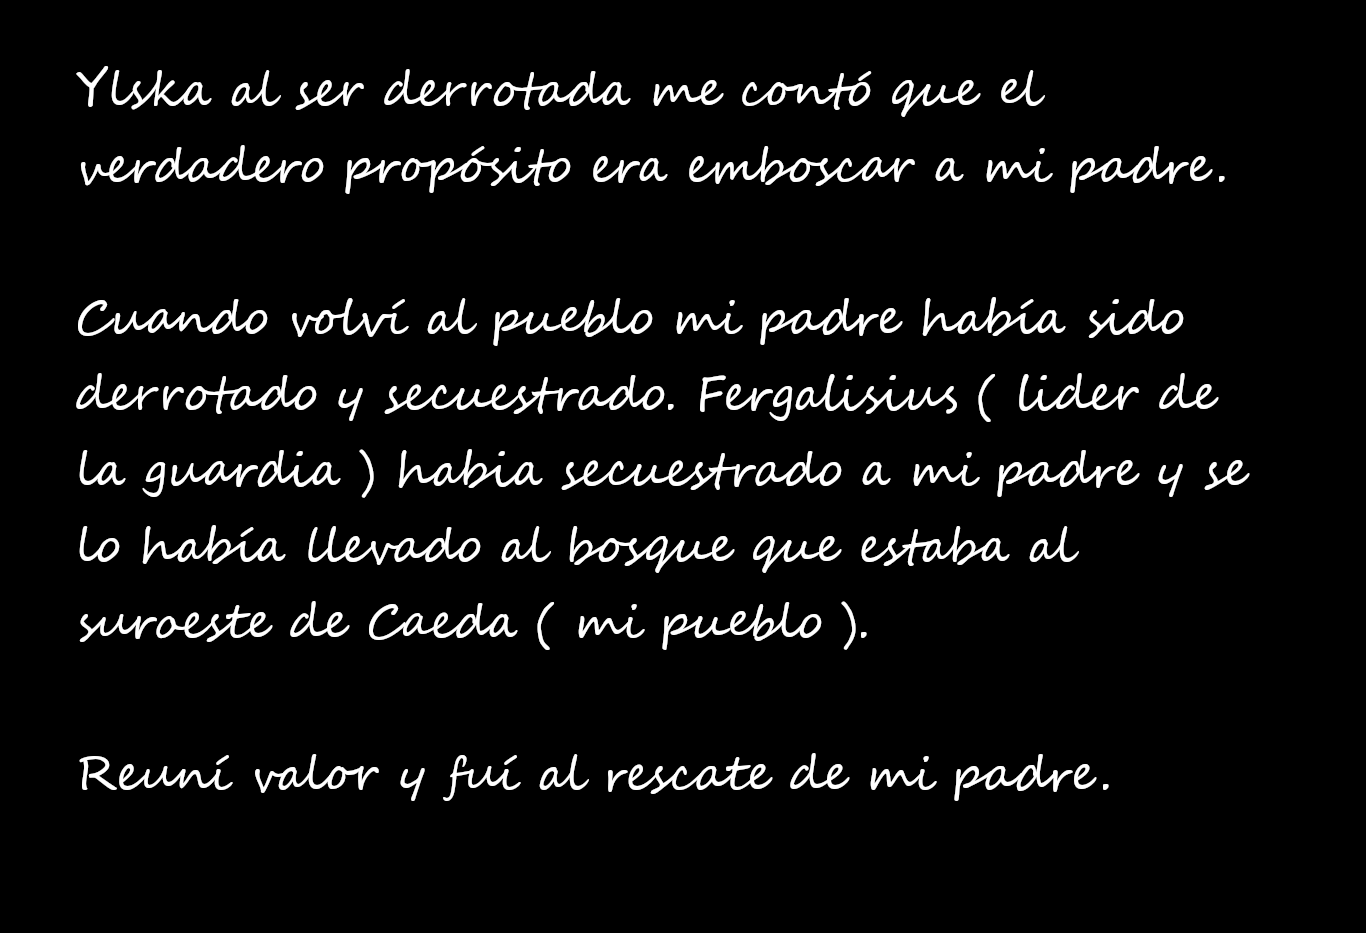 Ylska al ser derrotada me contó que el
verdadero propósito era emboscar a mi padre.
Cuando volví al pueblo mi padre había sido
derrotado y secuestrado. Fergalisius ( lider de
la guardia ) habia secuestrado a mi padre y se
lo había llevado al bosque que estaba al
suroeste de Caeda ( mi pueblo ).
Reuní valor y fuí al rescate de mi padre.